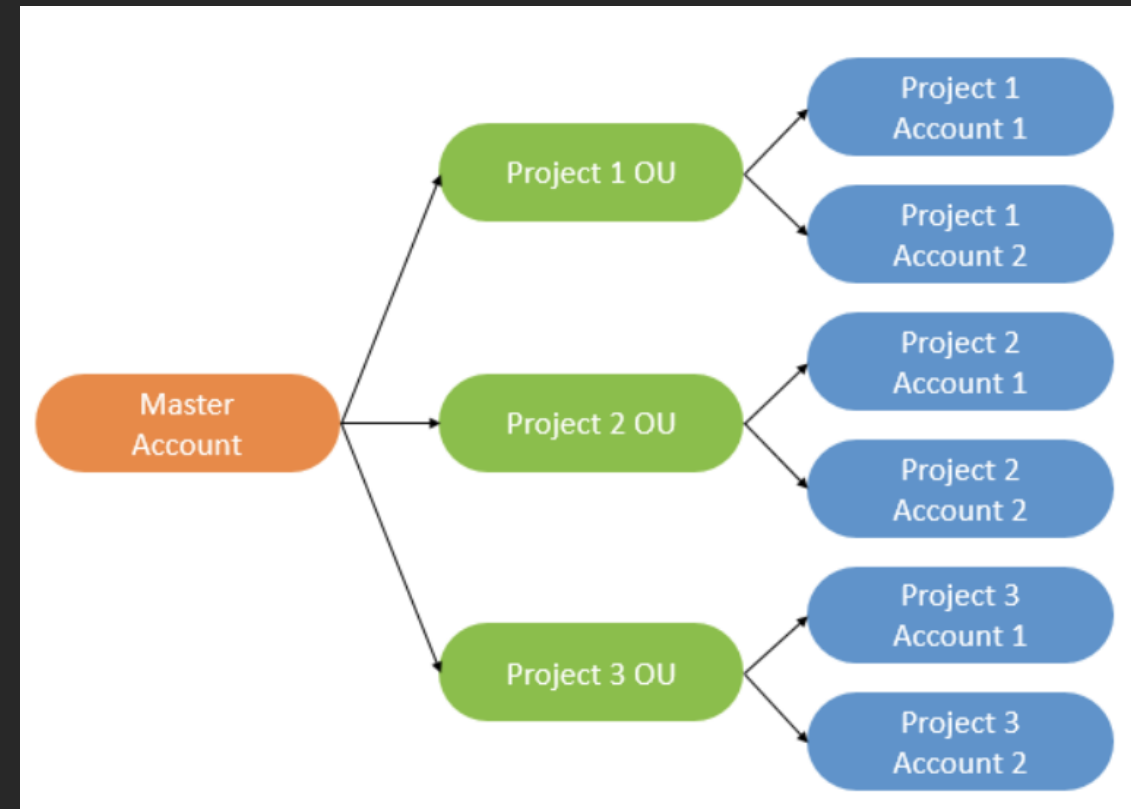 Master
Account
Project 1 OU
Project 2 OU
Project 3 OU
Project 1
Account 1
Project 1
Account 2
Project 2
Account 1
Project 2
Account 2
Project 3
Account 1
Project 3
Account 2